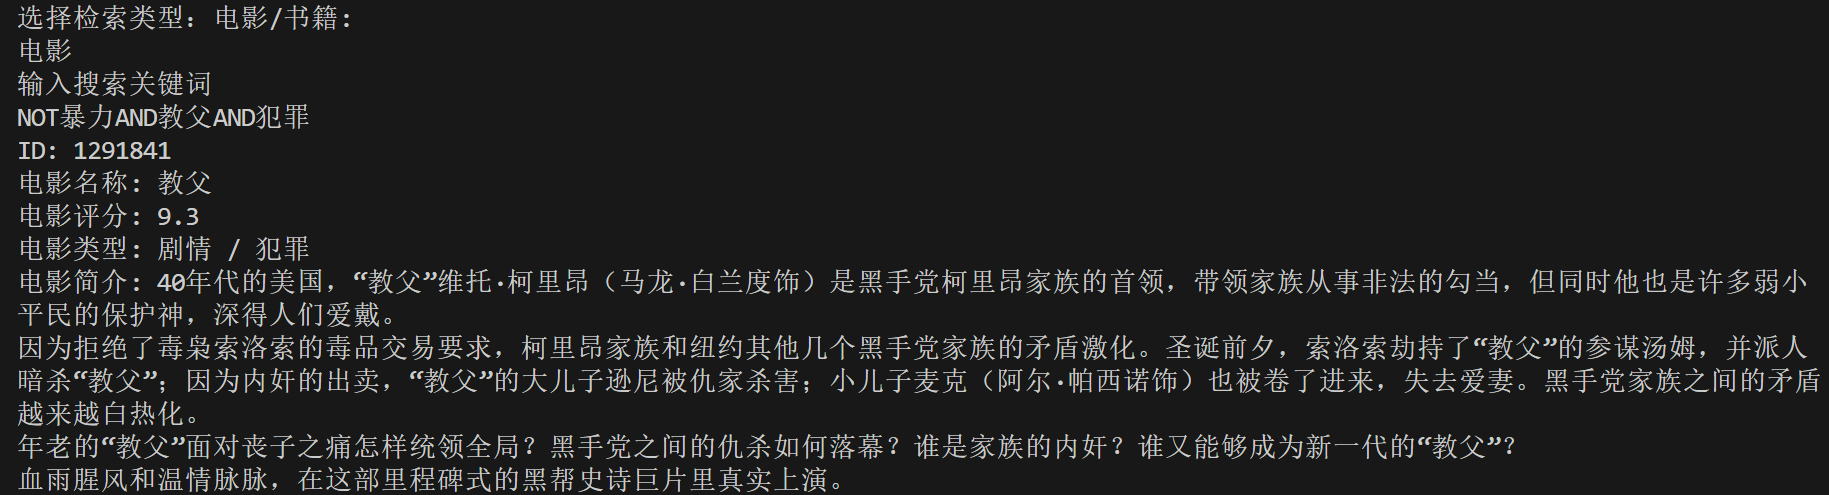 选择检索类型：电影/书籍：
电影
输入搜索关键词
NOT暴力AND教父AND犯罪
ID: 1291841
电影名称: 教父
电影评分: 9.3
电影类型: 剧情 / 犯罪
电影简介: 40年代的美国，“教父”维托·柯里昂（马龙·白兰度饰）是黑手党柯里昂家族的首领，带领家族从事非法的勾当，但同时他也是许多弱小
平民的保护神，深得人们爱戴。
因为拒绝了毒枭索洛索的毒品交易要求，柯里昂家族和纽约其他几个黑手党家族的矛盾激化。圣诞前夕，索洛索劫持了“教父”的参谋汤姆，并派人
暗杀“教父”；因为内奸的出卖，“教父”的大儿子逊尼被仇家杀害；小儿子麦克（阿尔·帕西诺饰）也被卷了进来，失去爱妻。黑手党家族之间的矛盾
越来越白热化。
年老的“教父”面对丧子之痛怎样统领全局？黑手党之间的仇杀如何落幕？谁是家族的内奸？谁又能够成为新一代的“教父”？
血雨腥风和温情脉脉，在这部里程碑式的黑帮史诗巨片里真实上演。